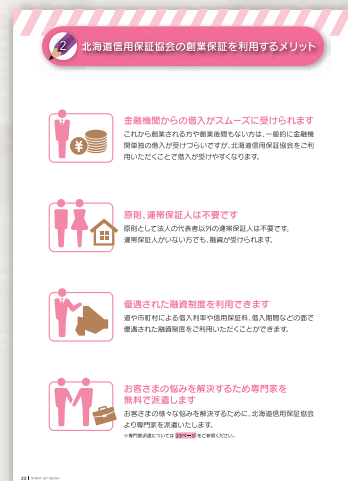 2 北海道信用保証協会の創業保証を利用するメリット
金融機関からの借入がスムーズに受けられます
これから創業される方や創業後間もない方は、一般的に金融機
関単独の借入が受けづらいですが、北海道信用保証協会をご利
用いただくことで借入が受けやすくなります。
¥
原則、連帯保証人は不要です
原則として法人の代表者以外の連帯保証人は不要です。
連帯保証人がいない方でも、融資が受けられます。
優遇された融資制度を利用できます
道や市町村による借入利率や信用保証料、借入期間などの面で
優遇された融資制度をご利用いただくことができます。
お客さまの悩みを解決するため専門家を
無料で派遣します
お客さまの様々な悩みを解決するために、北海道信用保証協会
より専門家を派遣いたします。
※専門家派遣については 23ページ をご参照ください。
22 START UP! BOOK